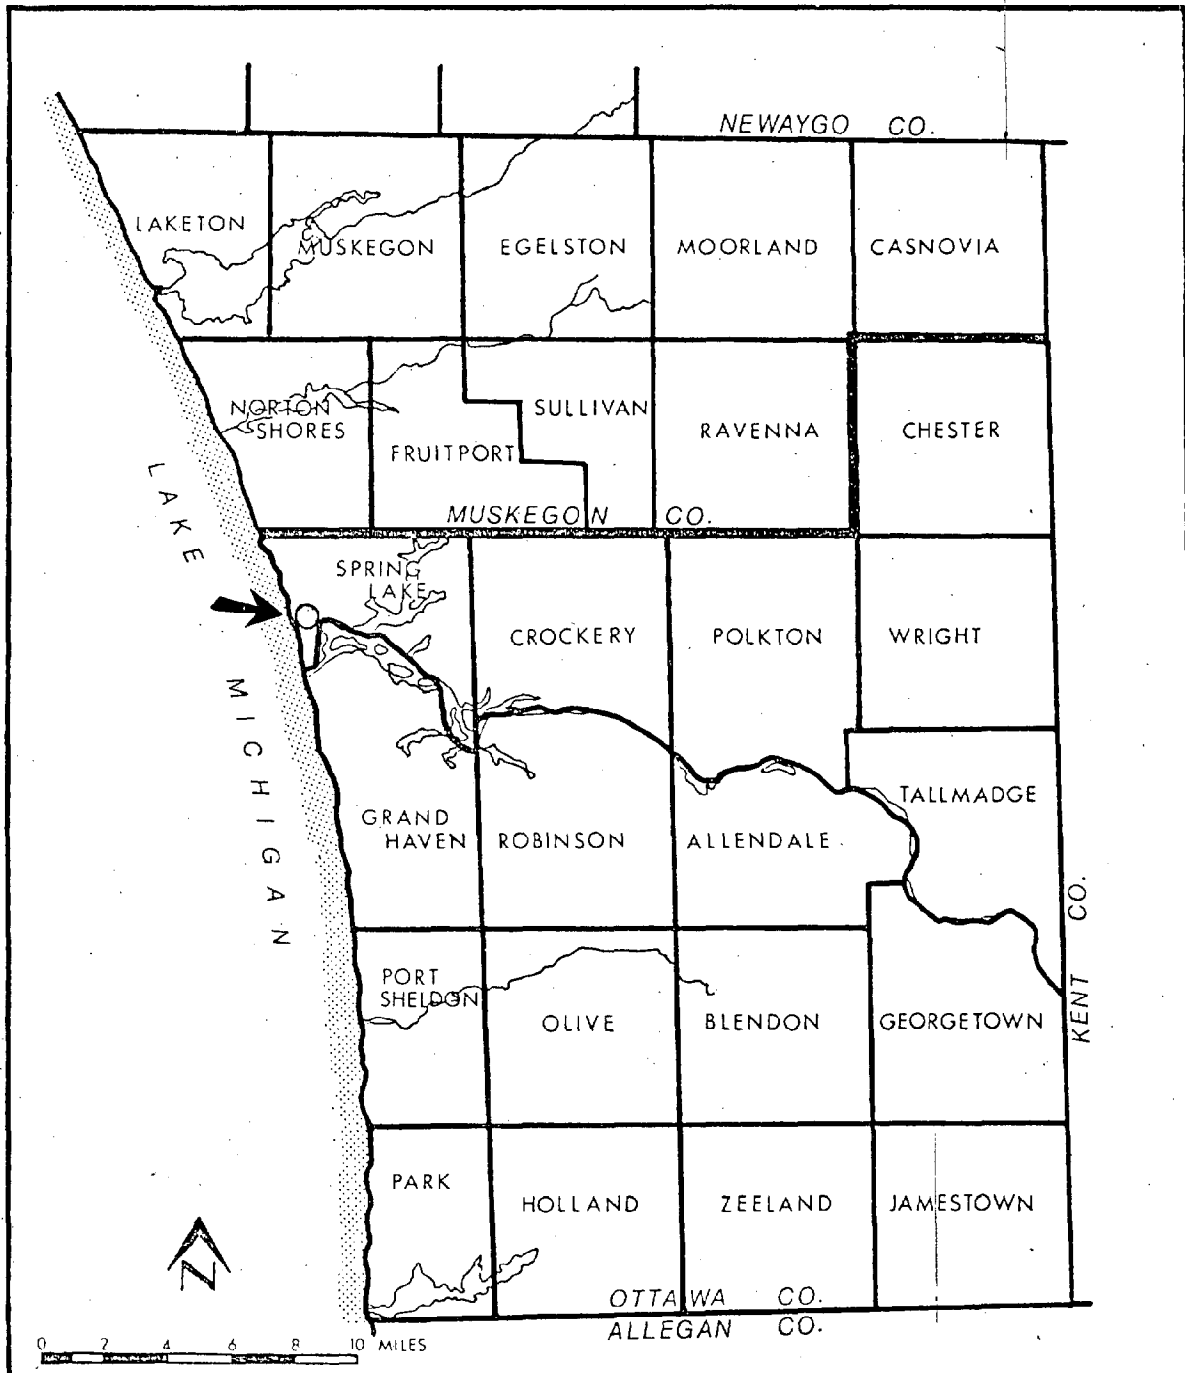 NEWAYGO CO.
LAKETON
MUSKEGON
EGELSTON
MOORLAND
CASNOVIA
NORTON
SHORES
FRUITPORT
SULLIVAN
RAVENNA
CHESTER
MUSKEGON CO.
LAKE MICHIGAN
SPRING
LAKE
CROCKERY
POLKTON
WRIGHT
GRAND
HAVEN
ROBINSON
ALLENDALE
TALLMADGE
PORT
SHELDON
OLIVE
BLENDON
GEORGETOWN
KENT CO.
PARK
HOLLAND
ZEELAND
JAMESTOWN
OTTAWA CO.
ALLEGAN CO.
N
0 2 4 6 8 10 MILES